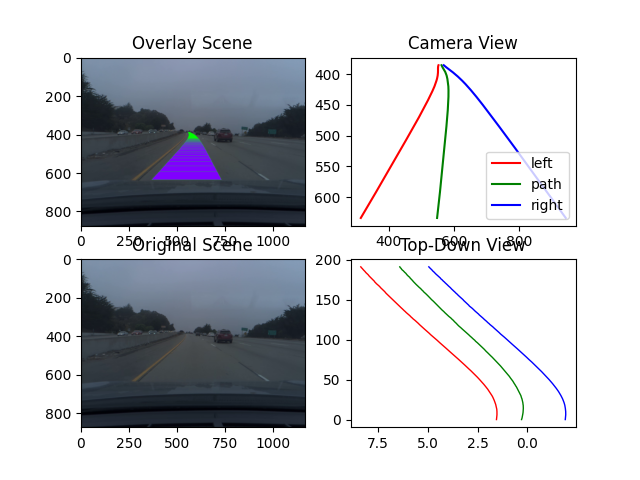 Overlay Scene
0
200
400
600
800
0 250 500 750 1000
Camera View
400
450
500
550
600
400 600 800
left
path
right
Original Scene
0
200
400
600
800
0 250 500 750 1000
Top-Down View
200
150
100
50
0
7.5 5.0 2.5 0.0